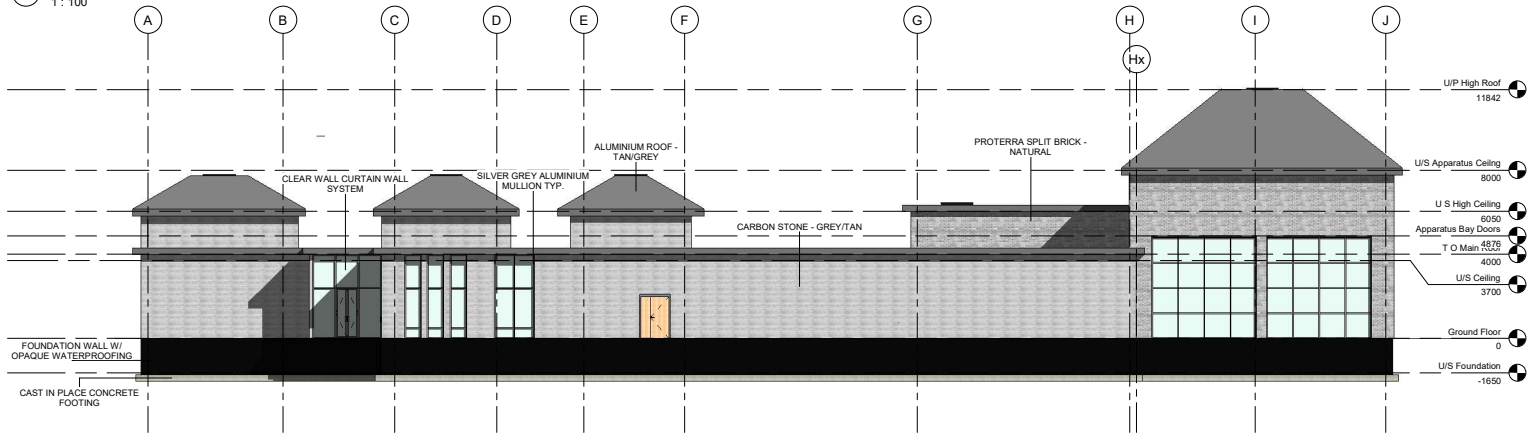 1 : 100
A
B
C
D
E
F
G
H
Hx
I
J
U/P High Roof
11842
ALUMINIUM ROOF -
TAN/GREY
PROTERRA SPLIT BRICK -
NATURAL
CLEAR WALL CURTAIN WALL
SYSTEM
SILVER GREY ALUMINIUM
MULLION TYP.
U/S Apparatus Ceilng
8000
U S High Ceiling
6050
CARBON STONE - GREY/TAN
Apparatus Bay Doors
4876
T O Main Roof
4000
U/S Ceiling
3700
Ground Floor
0
FOUNDATION WALL W/
OPAQUE WATERPROOFING
U/S Foundation
-1650
CAST IN PLACE CONCRETE
FOOTING